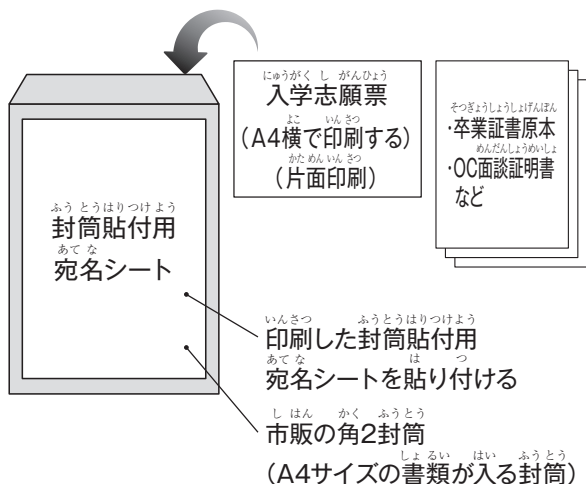 にゅうがく し がんひょう
入学志願票
よこ いんさつ
(A4横で印刷する)
かためんいんさつ
(片面印刷)
そつぎょうしょうしょげんぽん
・卒業証書原本
めんだんしょうめいしょ
・OC面談証明書
など
ふうとうはりつけよう
封筒貼付用
あてな
宛名シート
いんさつ ふうとうはりつけよう
印刷した封筒貼付用
あてな は つ
宛名シートを貼り付ける
し はん かく ふうとう
市販の角2封筒
しょるい はい ふうとう
(A4サイズの書類が入る封筒)